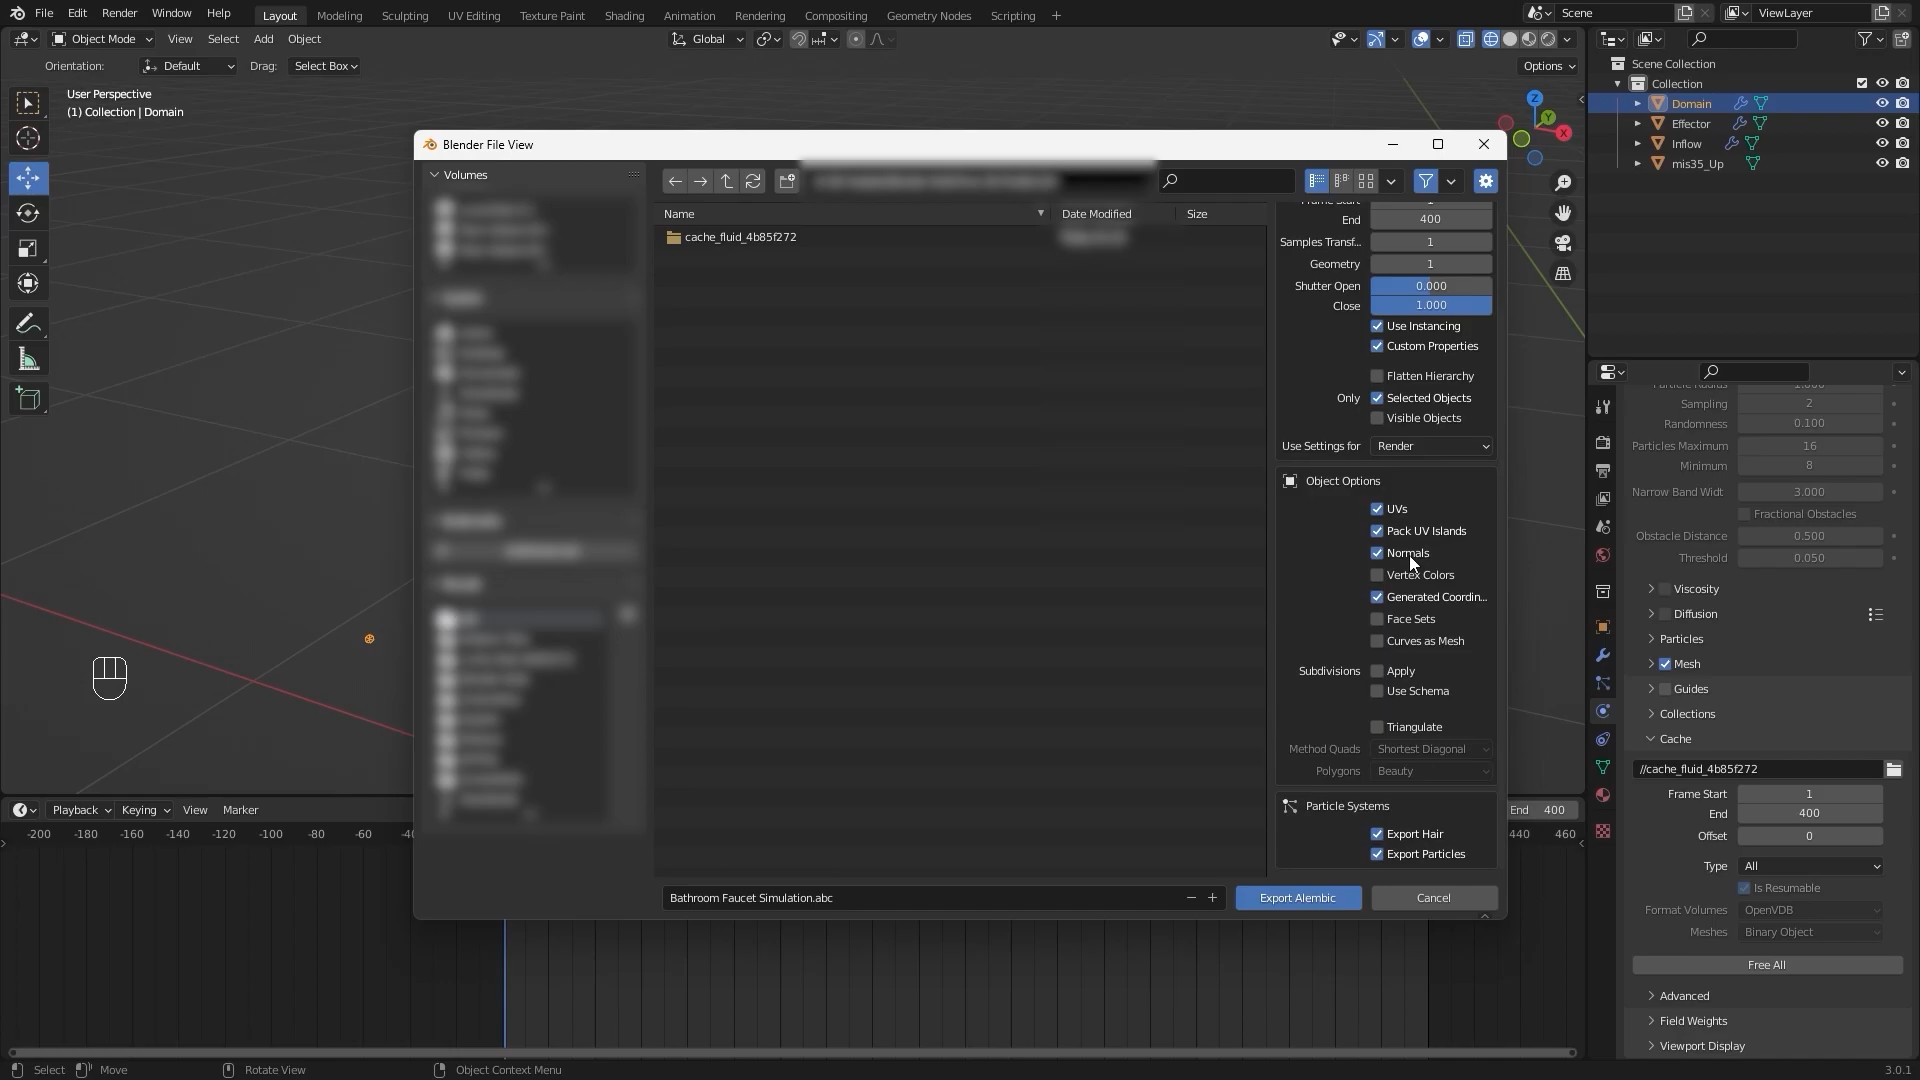 File Edit Render Window Help Layout Modeling Sculpting UV Editing Texture Paint Shading Animation Rendering Compositing Geometry Nodes Scripting + Scene ViewLayer
Object Mode View Select Add Object Global
Orientation: Default Drag: Select Box Options
User Perspective
(1) Collection | Domain
Scene Collection
Collection
Domain
Effector
Inflow
mis35_Up
Z
Y
X
Blender File View
Volumes
Name Date Modified Size
cache_fluid_4b85f272
End 400
Samples Transf... 1
Geometry 1
Shutter Open 0.000
Close 1.000
Use Instancing
Custom Properties
Flatten Hierarchy
Only Selected Objects
Visible Objects
Use Settings for Render
Object Options
UVs
Pack UV Islands
Normals
Vertex Colors
Generated Coordin...
Face Sets
Curves as Mesh
Subdivisions Apply
Use Schema
Triangulate
Method Quads Shortest Diagonal
Polygons Beauty
Particle Systems
Export Hair
Export Particles
Bathroom Faucet Simulation.abc Export Alembic Cancel
Sampling 2
Randomness 0.100
Particles Maximum 16
Minimum 8
Narrow Band Widt 3.000
Fractional Obstacles
Obstacle Distance 0.500
Threshold 0.050
Viscosity
Diffusion
Particles
Mesh
Guides
Collections
Cache
//cache_fluid_4b85f272
Frame Start 1
End 400
Offset 0
Type All
Is Resumable
Format Volumes OpenVDB
Meshes Binary Object
Free All
Advanced
Field Weights
Viewport Display
Playback Keying View Marker End 400
-200 -180 -160 -140 -120 -100 -80 -60 440 460
Select Move Rotate View Object Context Menu 3.0.1